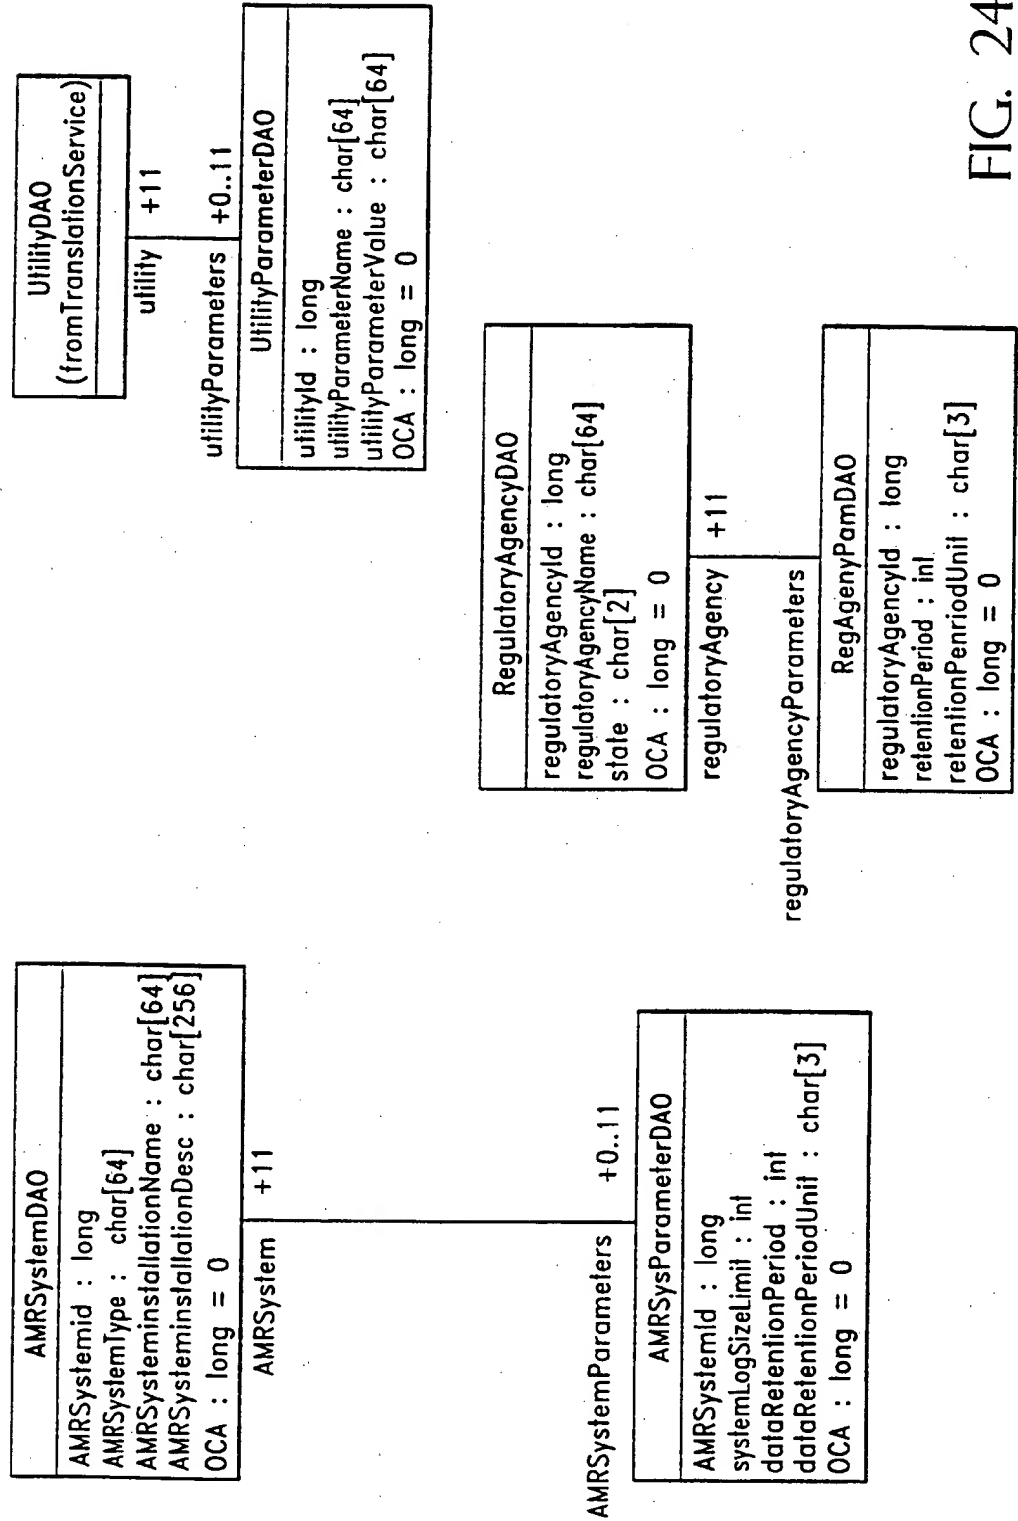 AMRSystemDAO
AMRSystemid : long
AMRSystemType : char[64]
AMRSysteminstallationName : char[64]
AMRSysteminstallationDesc : char[256]
OCA : long = 0
AMRSystem +11
AMRSystemParameters +0..11
AMRSysParameterDAO
AMRSystemId : long
systemLogSizeLimit : int
dataRetentionPeriod : int
dataRetentionPeriodUnit : char[3]
OCA : long = 0
UtilityDAO
(fromTranslationService)
utility +11
utilityParameters +0..11
UtilityParameterDAO
utilityId : long
utilityParameterName : char[64]
utilityParameterValue : char[64]
OCA : long = 0
RegulatoryAgencyDAO
regulatoryAgencyId : long
regulatoryAgencyName : char[64]
state : char[2]
OCA : long = 0
regulatoryAgency +11
regulatoryAgencyParameters
RegAgenyPamDAO
regulatoryAgencyId : long
retentionPeriod : int
retentionPenriodUnit : char[3]
OCA : long = 0
FIG. 24